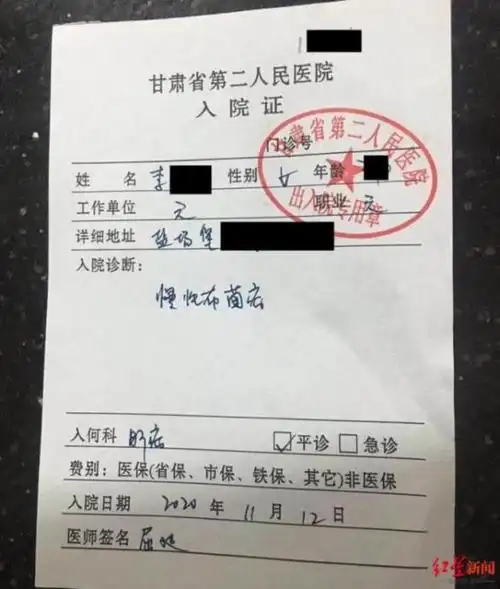 甘肃省第二人民医院
入院证
门诊号
姓名 李 性别 女 年龄
工作单位 无 职业 无
详细地址 盐场堡
入院诊断：
慢性布菌病
入何科 肝病 ☑平诊 □急诊
费别：医保(省保、市保、铁保、其它)非医保
入院日期 2020 年 11 月 12 日
医师签名
甘肃省第二人民医院
出入院专用章
红星新闻